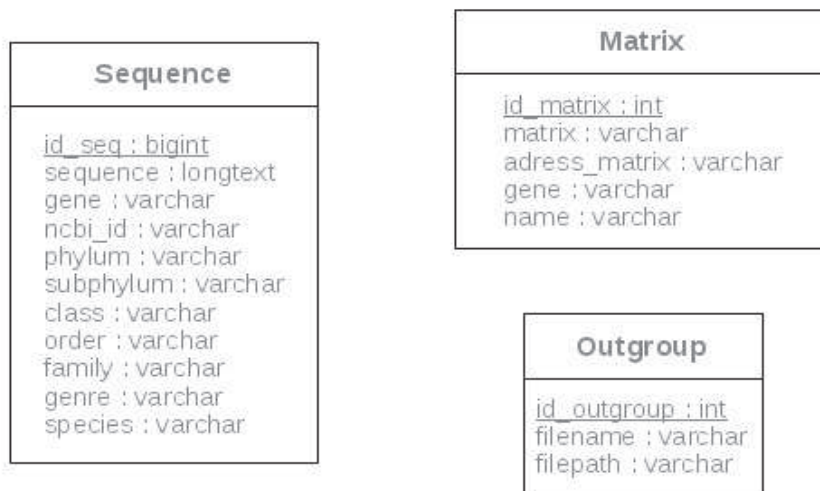 Sequence
id_seq : bigint
sequence : longtext
gene : varchar
ncbi_id : varchar
phylum : varchar
subphylum : varchar
class : varchar
order : varchar
family : varchar
genre : varchar
species : varchar
Matrix
id_matrix : int
matrix : varchar
adress_matrix : varchar
gene : varchar
name : varchar
Outgroup
id_outgroup : int
filename : varchar
filepath : varchar